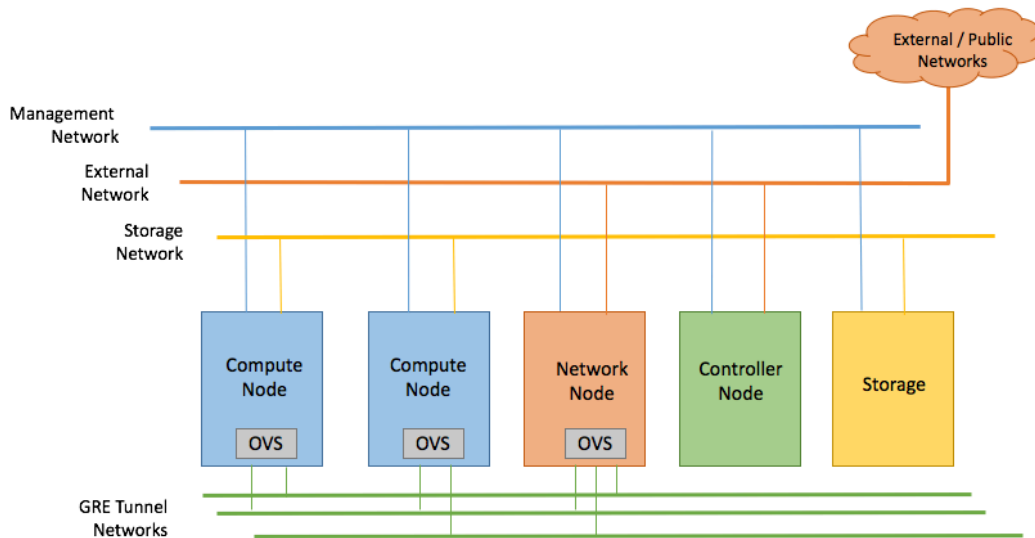 External / Public
Networks
Management
Network
External
Network
Storage
Network
Compute
Node
OVS
Compute
Node
OVS
Network
Node
OVS
Controller
Node
Storage
GRE Tunnel
Networks